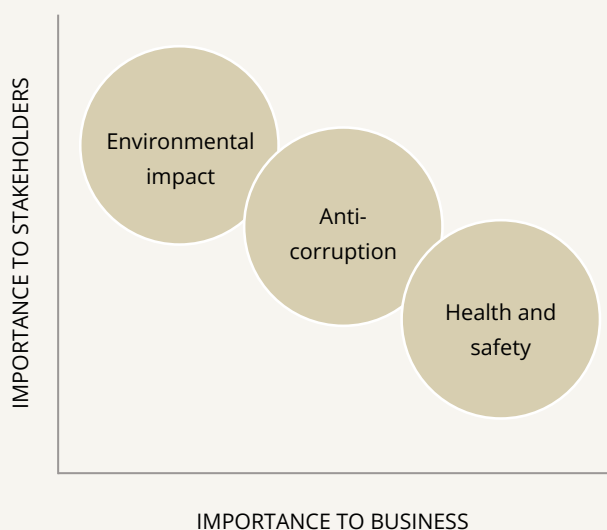 IMPORTANCE TO STAKEHOLDERS
Environmental
impact
Anti-
corruption
Health and
safety
IMPORTANCE TO BUSINESS